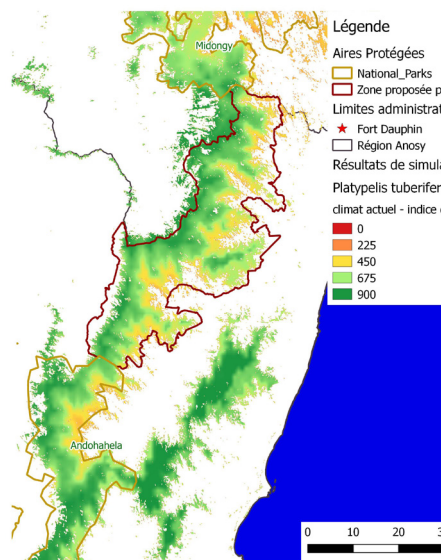 Midongy
Légende
Aires Protégées
National_Parks
Zone proposée p
Limites administrat
Fort Dauphin
Région Anosy
Résultats de simula
Platypelis tuberifer
climat actuel - indice
0
225
450
675
900
Andohahela
0 10 20 3